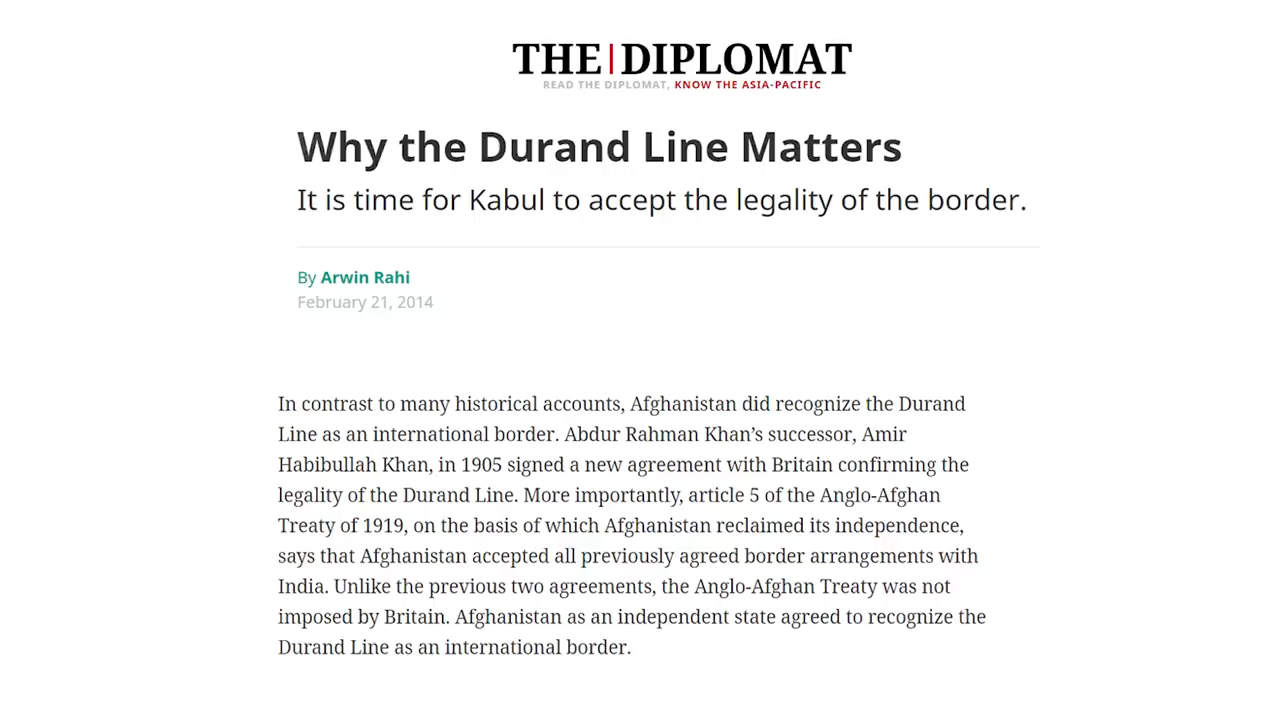 THE|DIPLOMAT
READ THE DIPLOMAT, KNOW THE ASIA-PACIFIC
Why the Durand Line Matters
It is time for Kabul to accept the legality of the border.
By Arwin Rahi
February 21, 2014
In contrast to many historical accounts, Afghanistan did recognize the Durand
Line as an international border. Abdur Rahman Khan’s successor, Amir
Habibullah Khan, in 1905 signed a new agreement with Britain confirming the
legality of the Durand Line. More importantly, article 5 of the Anglo-Afghan
Treaty of 1919, on the basis of which Afghanistan reclaimed its independence,
says that Afghanistan accepted all previously agreed border arrangements with
India. Unlike the previous two agreements, the Anglo-Afghan Treaty was not
imposed by Britain. Afghanistan as an independent state agreed to recognize the
Durand Line as an international border.